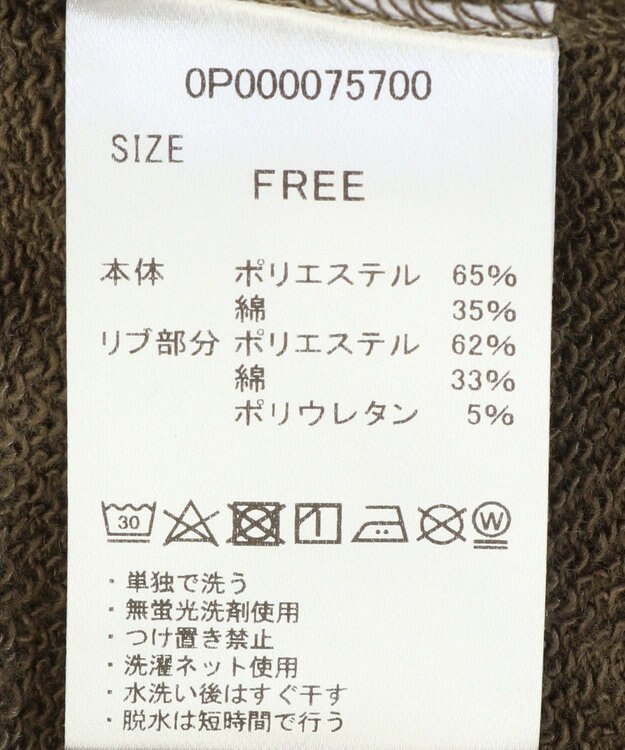 OP000075700
SIZE
FREE
本体 ポリエステル 65%
綿 35%
リブ部分 ポリエステル 62%
綿 33%
ポリウレタン 5%
30 W
・単独で洗う
・無蛍光洗剤使用
・つけ置き禁止
・洗濯ネット使用
・水洗い後はすぐ干す
・脱水は短時間で行う